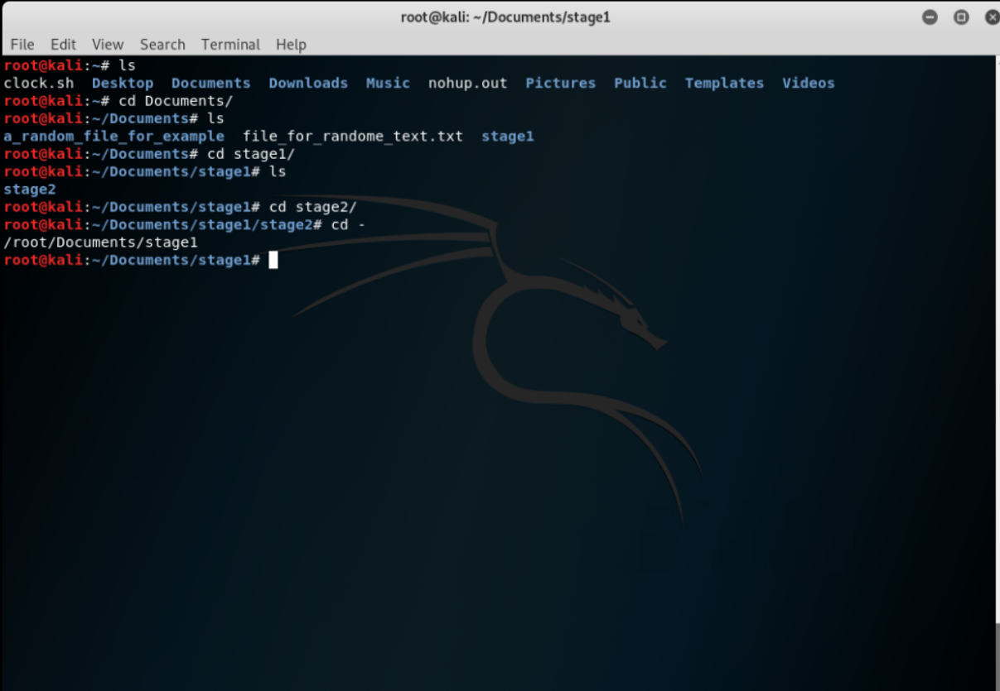 root@kali: ~/Documents/stage1
File Edit View Search Terminal Help
root@kali:~# ls
clock.sh Desktop Documents Downloads Music nohup.out Pictures Public Templates Videos
root@kali:~# cd Documents/
root@kali:~/Documents# ls
a_random_file_for_example file_for_randome_text.txt stage1
root@kali:~/Documents# cd stage1/
root@kali:~/Documents/stage1# ls
stage2
root@kali:~/Documents/stage1# cd stage2/
root@kali:~/Documents/stage1/stage2# cd -
/root/Documents/stage1
root@kali:~/Documents/stage1#